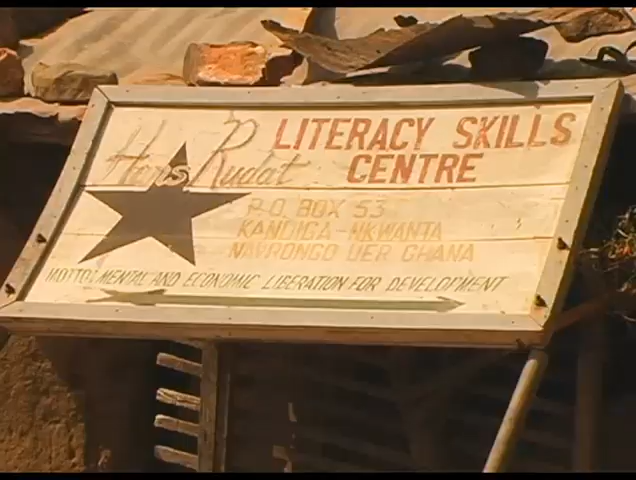 Hans Rudat LITERACY SKILLS
CENTRE
P.O. BOX 53
KANDIGA-NKWANTA
NAVRONGO UER GHANA
MOTTO: MENTAL AND ECONOMIC LIBERATION FOR DEVELOPMENT